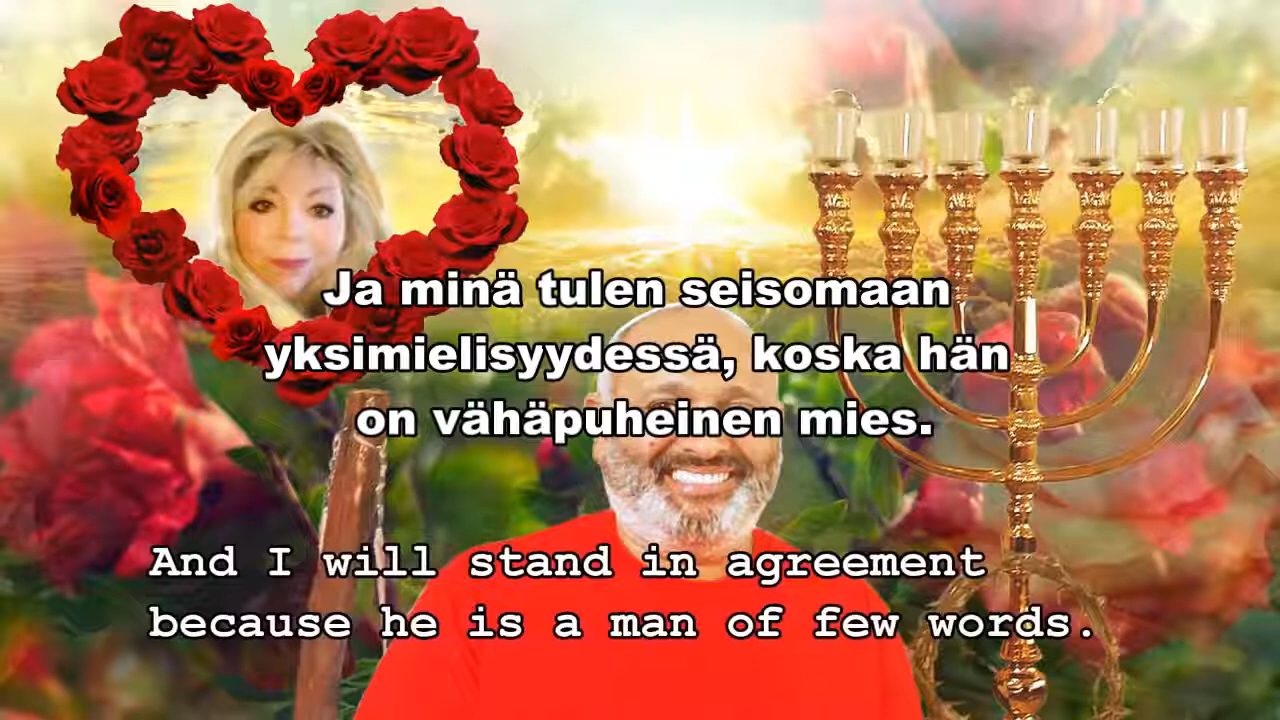 Ja minä tulen seisomaan
yksimielisyydessä, koska hän
on vähäpuheinen mies.
And I will stand in agreement
because he is a man of few words.